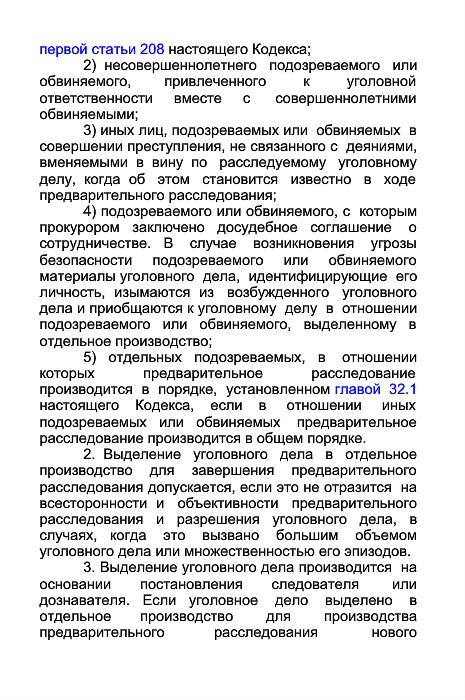 первой статьи 208 настоящего Кодекса;
2) несовершеннолетнего подозреваемого или
обвиняемого, привлеченного к уголовной
ответственности вместе с совершеннолетними
обвиняемыми;
3) иных лиц, подозреваемых или обвиняемых в
совершении преступления, не связанного с деяниями,
вменяемыми в вину по расследуемому уголовному
делу, когда об этом становится известно в ходе
предварительного расследования;
4) подозреваемого или обвиняемого, с которым
прокурором заключено досудебное соглашение о
сотрудничестве. В случае возникновения угрозы
безопасности подозреваемого или обвиняемого
материалы уголовного дела, идентифицирующие его
личность, изымаются из возбужденного уголовного
дела и приобщаются к уголовному делу в отношении
подозреваемого или обвиняемого, выделенному в
отдельное производство;
5) отдельных подозреваемых, в отношении
которых предварительное расследование
производится в порядке, установленном главой 32.1
настоящего Кодекса, если в отношении иных
подозреваемых или обвиняемых предварительное
расследование производится в общем порядке.
2. Выделение уголовного дела в отдельное
производство для завершения предварительного
расследования допускается, если это не отразится на
всесторонности и объективности предварительного
расследования и разрешения уголовного дела, в
случаях, когда это вызвано большим объемом
уголовного дела или множественностью его эпизодов.
3. Выделение уголовного дела производится на
основании постановления следователя или
дознавателя. Если уголовное дело выделено в
отдельное производство для производства
предварительного расследования нового